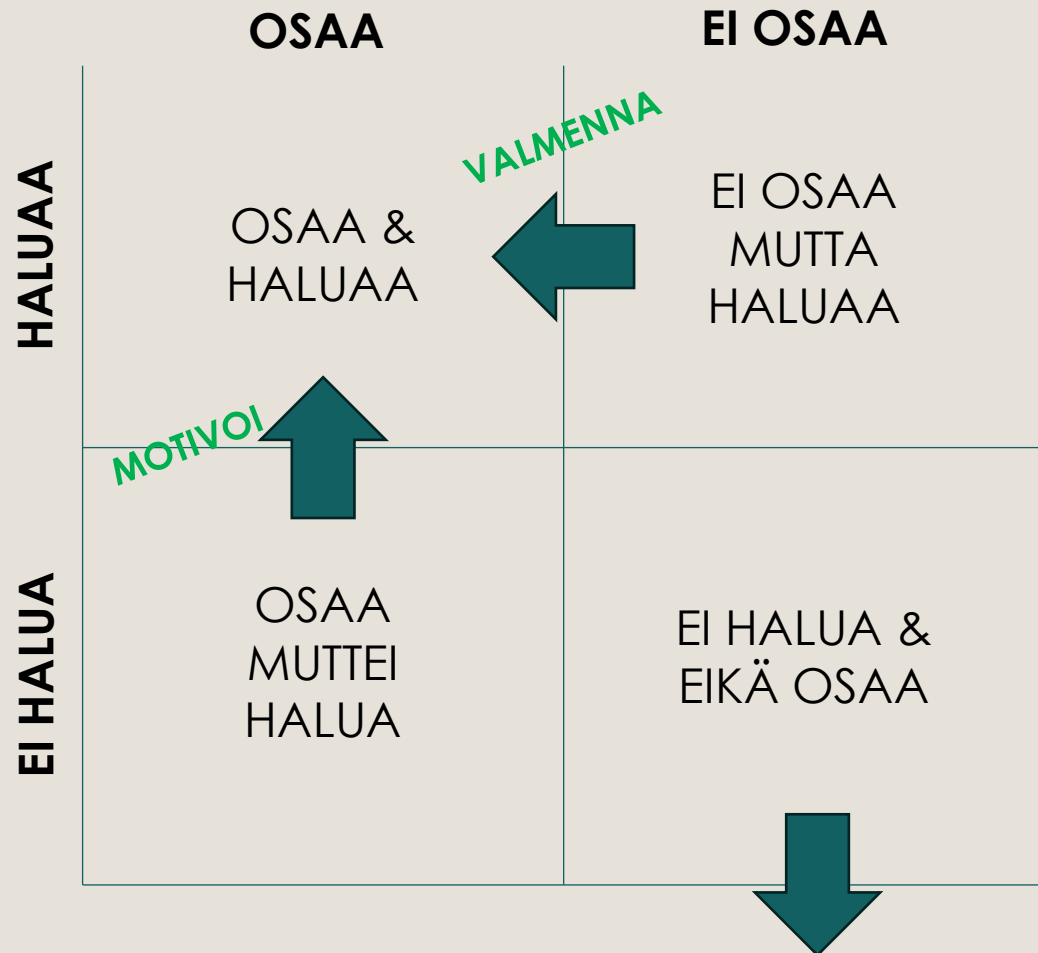 OSAA
EI OSAA
HALUAA
VALMENNA
OSAA &
HALUAA
EI OSAA
MUTTA
HALUAA
MOTIVOI
EI HALUA
OSAA
MUTTEI
HALUA
EI HALUA &
EIKÄ OSAA